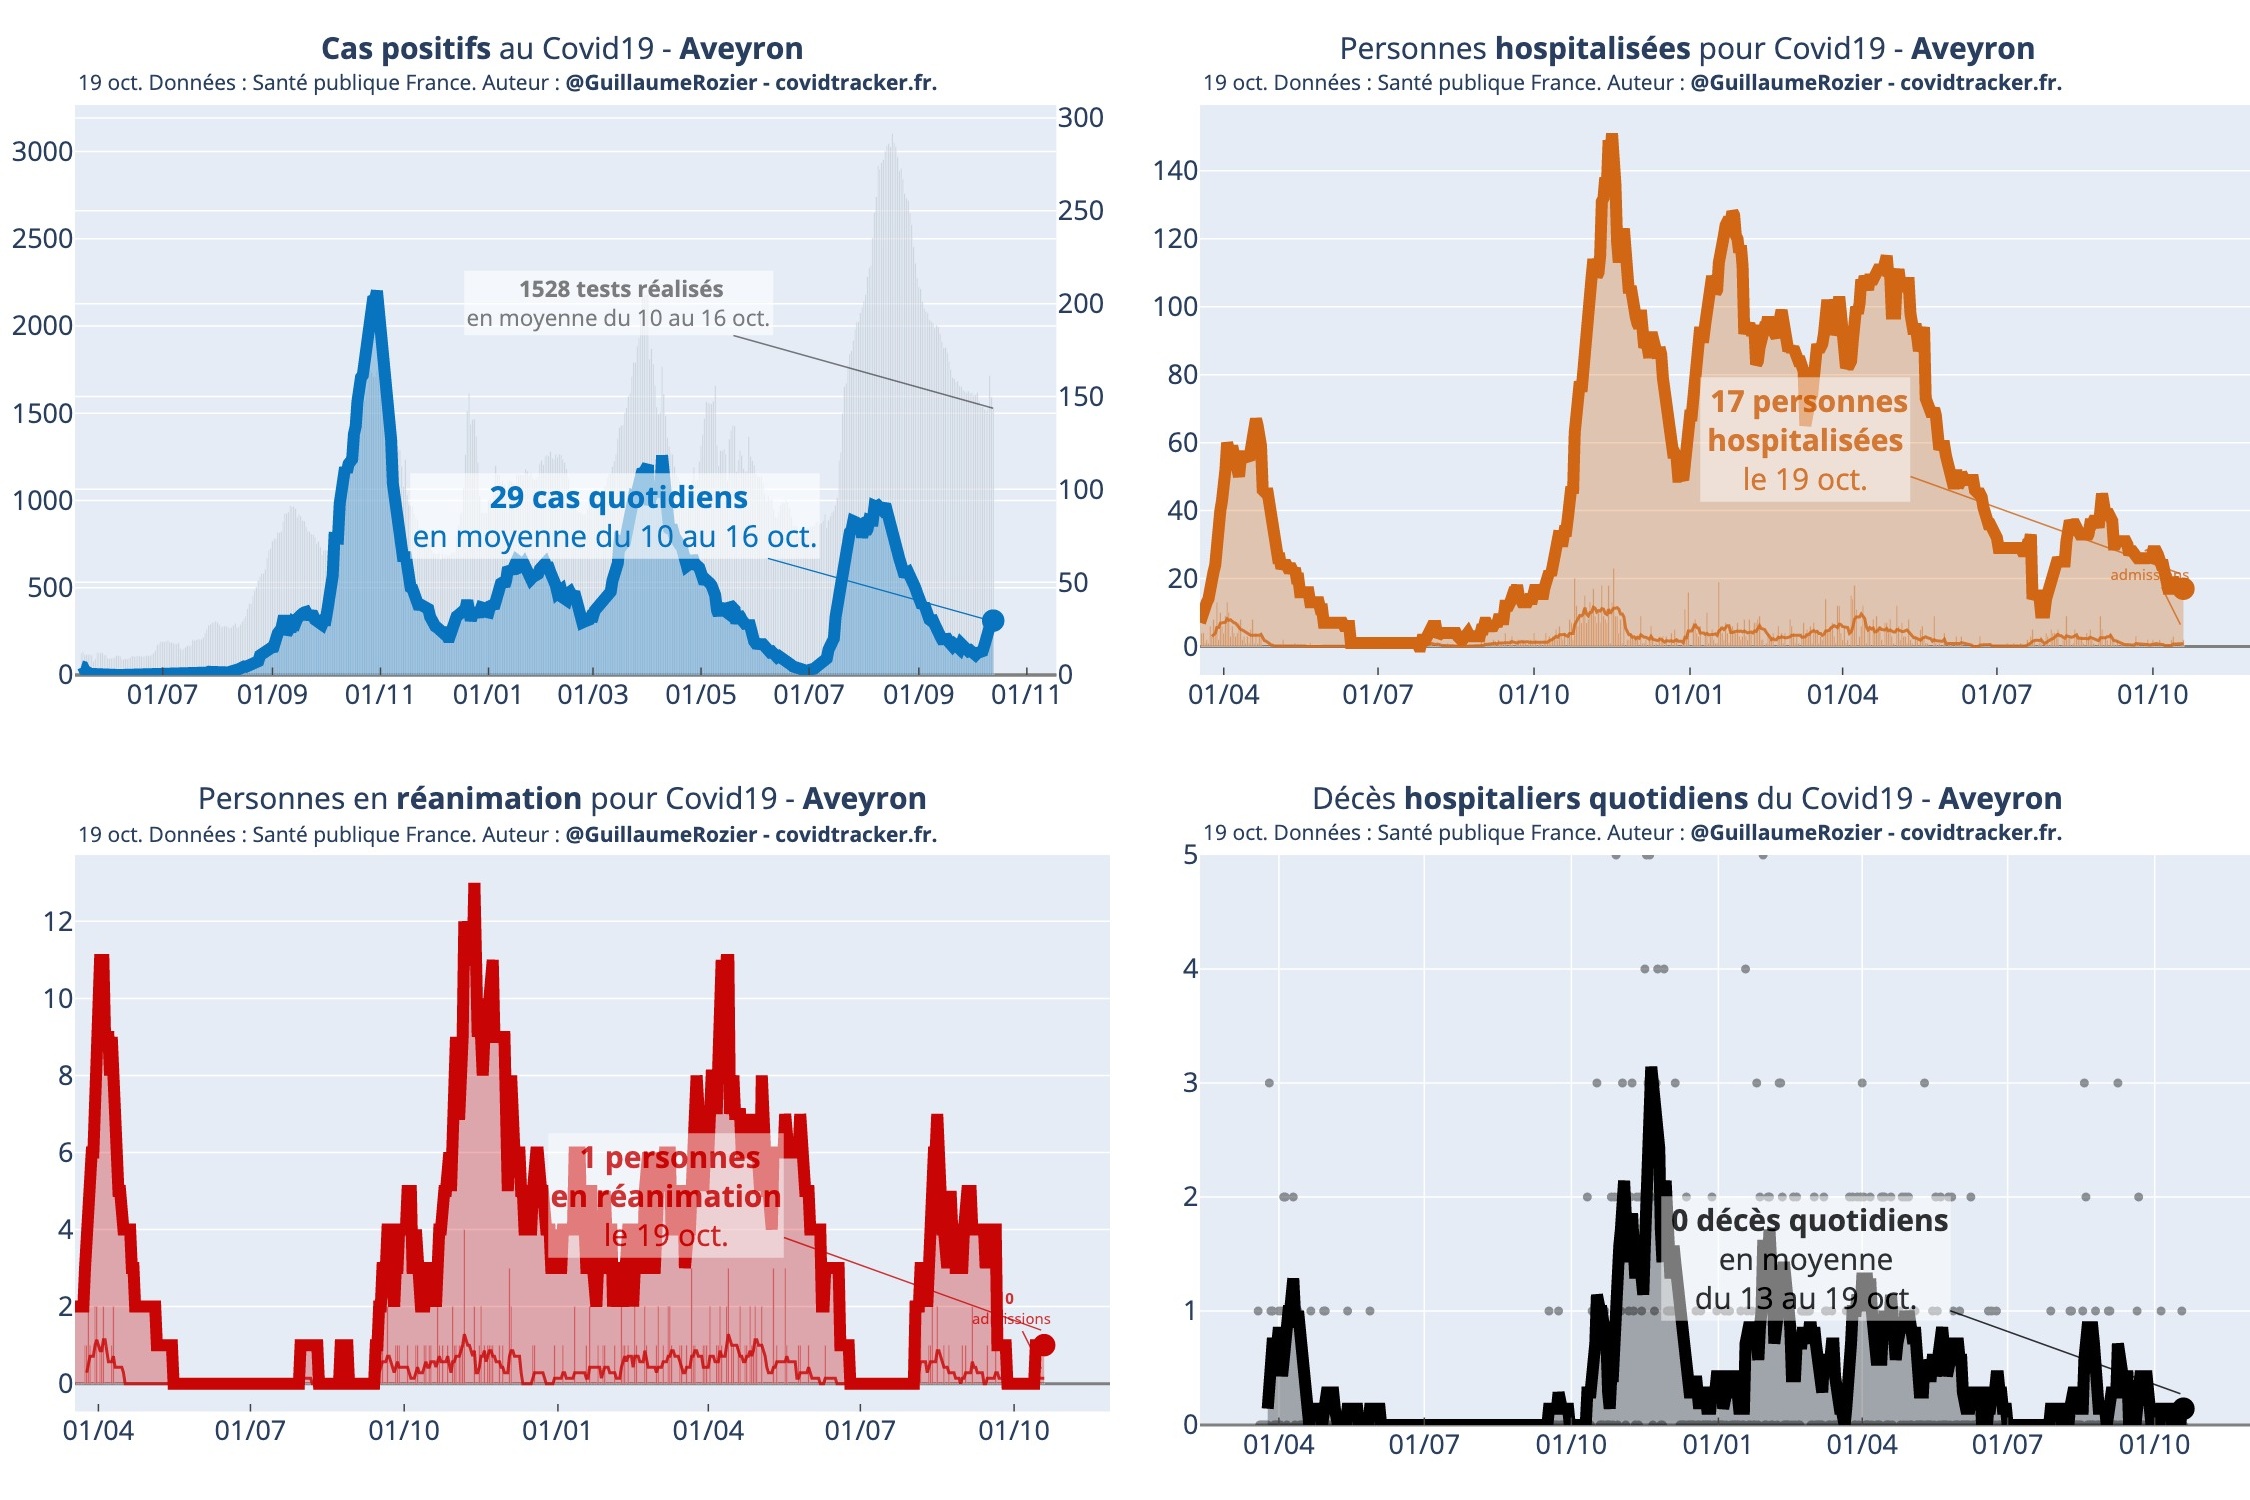 Cas positifs au Covid19 - Aveyron
19 oct. Données : Santé publique France. Auteur : @GuillaumeRozier - covidtracker.fr.
300
3000
250
2500
1528 tests réalisés
en moyenne du 10 au 16 oct.
200
2000
150
1500
100
1000
29 cas quotidiens
en moyenne du 10 au 16 oct.
50
500
0
0
01/07 01/09 01/11 01/01 01/03 01/05 01/07 01/09 01/11
Personnes hospitalisées pour Covid19 - Aveyron
19 oct. Données : Santé publique France. Auteur : @GuillaumeRozier - covidtracker.fr.
140
120
100
80
17 personnes
hospitalisées
le 19 oct.
60
40
20
admissions
0
01/04 01/07 01/10 01/01 01/04 01/07 01/10
Personnes en réanimation pour Covid19 - Aveyron
19 oct. Données : Santé publique France. Auteur : @GuillaumeRozier - covidtracker.fr.
12
10
8
6
1 personnes
en réanimation
le 19 oct.
4
2
0
admissions
0
01/04 01/07 01/10 01/01 01/04 01/07 01/10
Décès hospitaliers quotidiens du Covid19 - Aveyron
19 oct. Données : Santé publique France. Auteur : @GuillaumeRozier - covidtracker.fr.
5
4
3
2
0 décès quotidiens
en moyenne
du 13 au 19 oct.
1
0
01/04 01/07 01/10 01/01 01/04 01/07 01/10